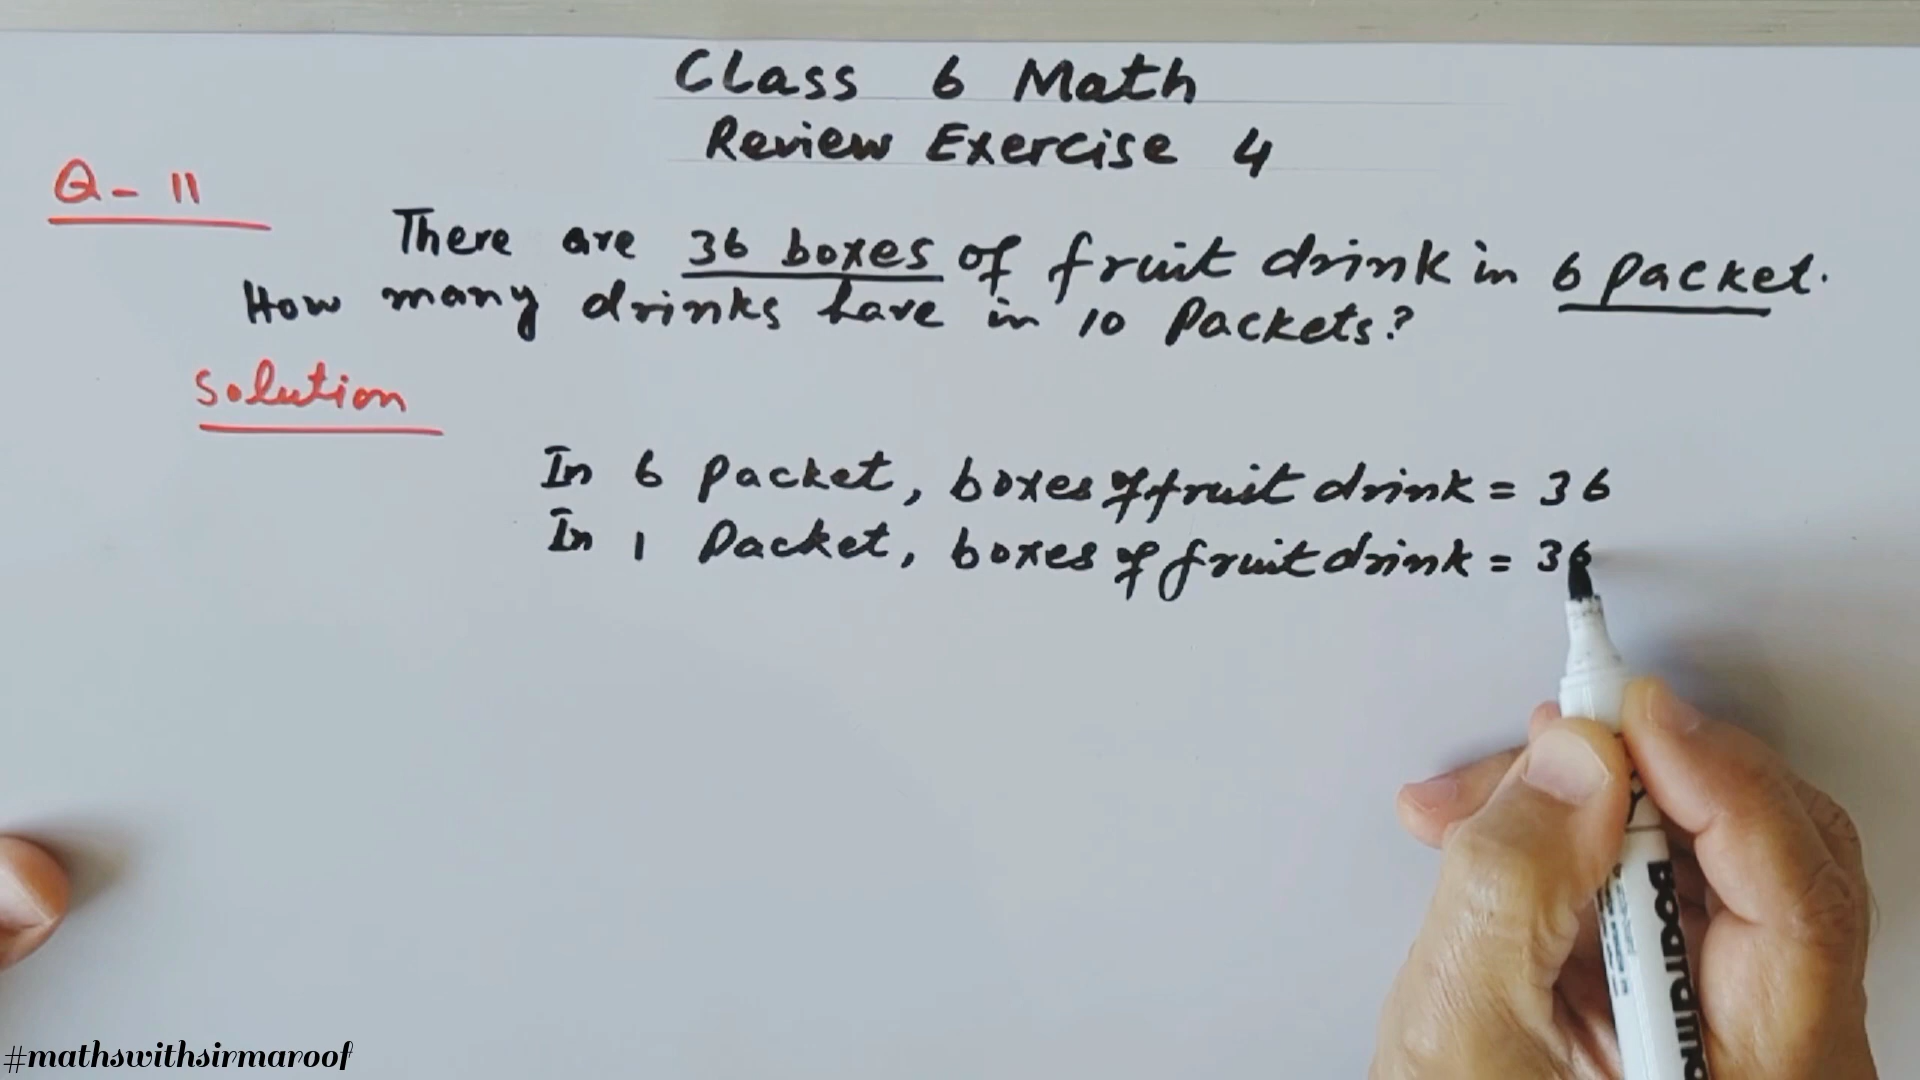 Class 6 Math
Review Exercise 4
Q - 11
There are 36 boxes of fruit drink in 6 packet.
How many drinks have in 10 Packets?
Solution
In 6 packet, boxes of fruit drink = 36
In 1 Packet, boxes of fruit drink = 36
#mathswithsirmaroof